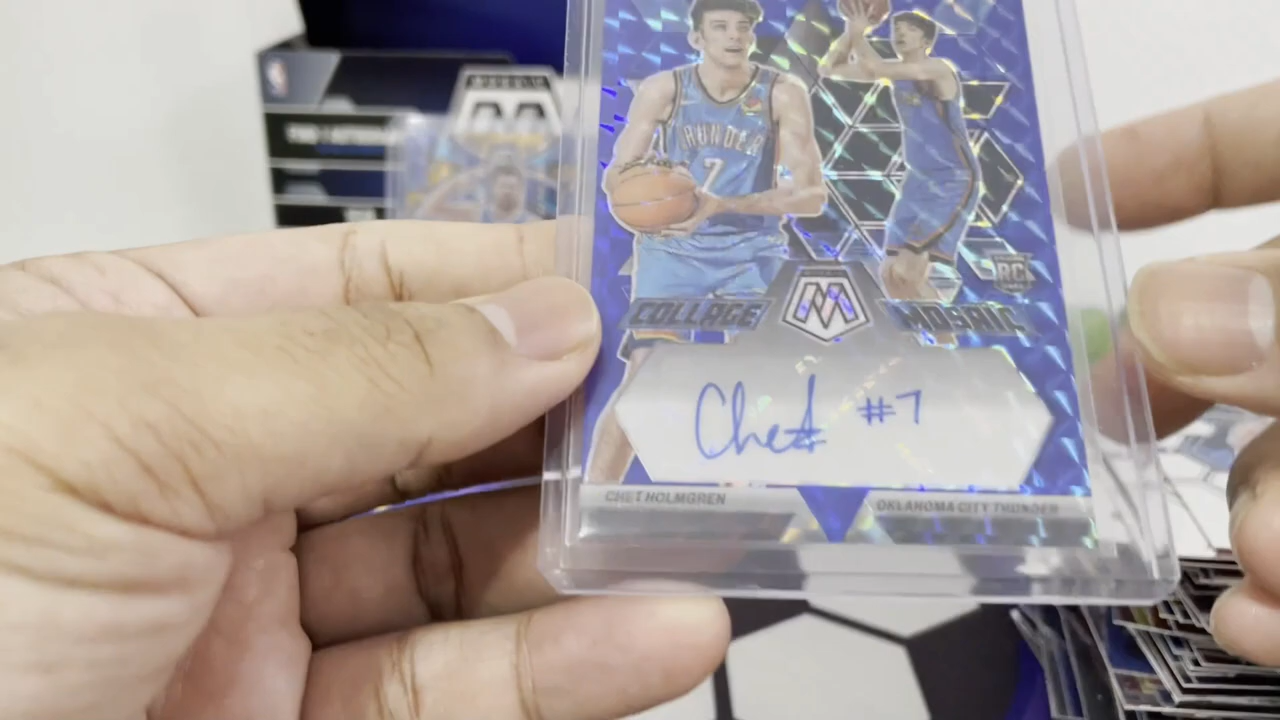 THUNDER
7
RC
COLLAGE
MOSAIC
Chet #7
CHET HOLMGREN
OKLAHOMA CITY THUNDER